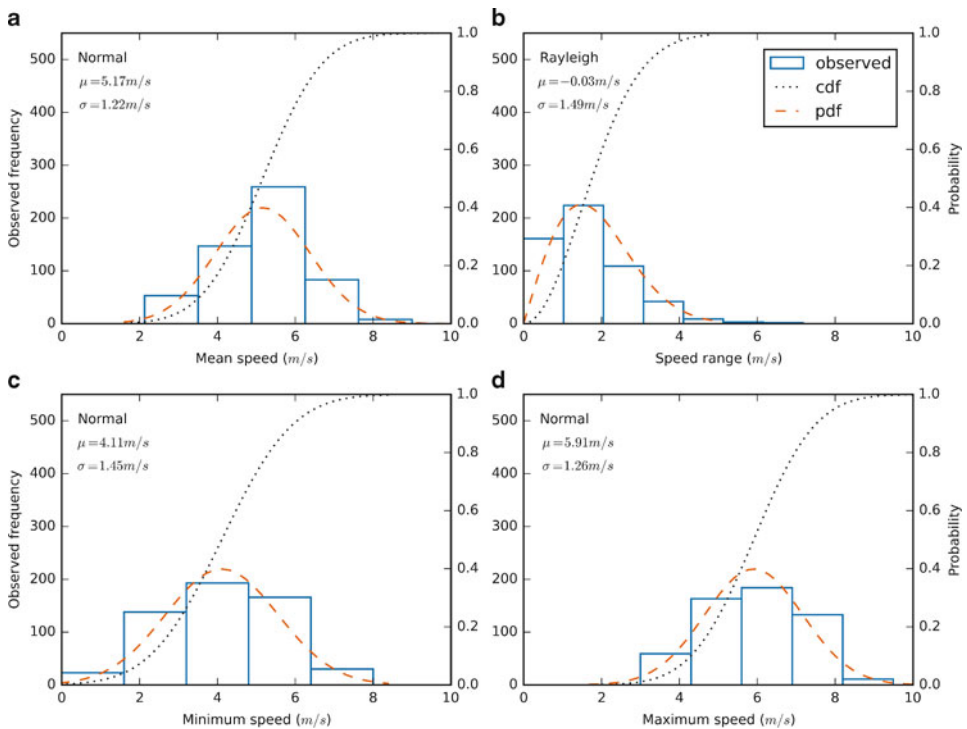 a
Normal
μ=5.17m/s
σ=1.22m/s
Observed frequency
0
100
200
300
400
500
0.0
0.2
0.4
0.6
0.8
1.0
0 2 4 6 8 10
Mean speed (m/s)
b
Rayleigh
μ=−0.03m/s
σ=1.49m/s
observed
cdf
pdf
0
100
200
300
400
500
Probability
0.0
0.2
0.4
0.6
0.8
1.0
0 2 4 6 8 10
Speed range (m/s)
c
Normal
μ=4.11m/s
σ=1.45m/s
Observed frequency
0
100
200
300
400
500
0.0
0.2
0.4
0.6
0.8
1.0
0 2 4 6 8 10
Minimum speed (m/s)
d
Normal
μ=5.91m/s
σ=1.26m/s
0
100
200
300
400
500
Probability
0.0
0.2
0.4
0.6
0.8
1.0
0 2 4 6 8 10
Maximum speed (m/s)